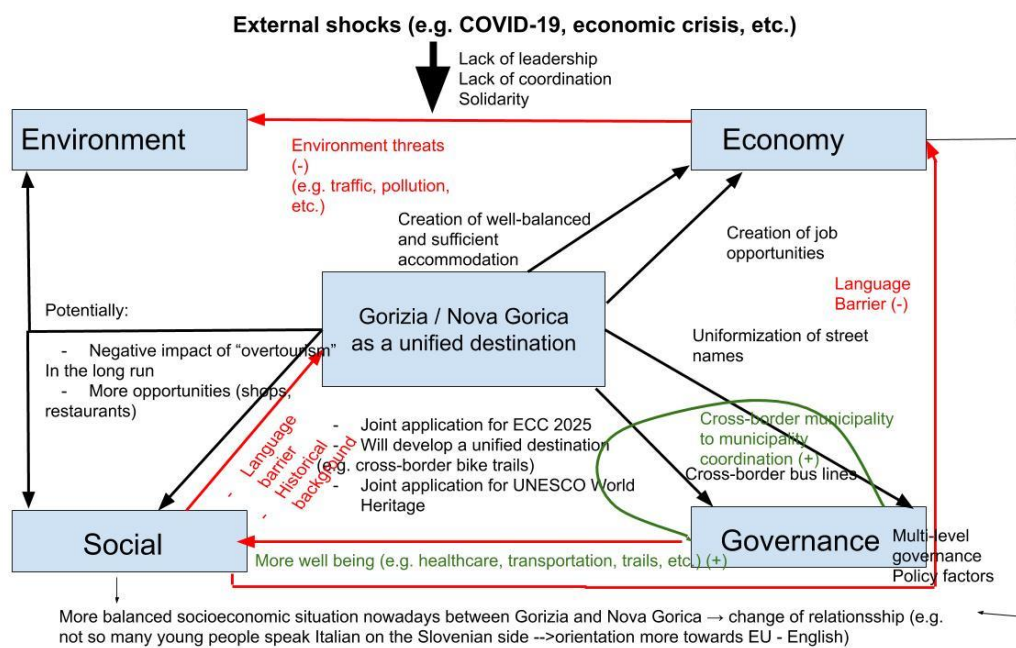 External shocks (e.g. COVID-19, economic crisis, etc.)
Lack of leadership
Lack of coordination
Solidarity
Environment
Economy
Environment threats
(-)
(e.g. traffic, pollution,
etc.)
Creation of well-balanced
and sufficient
accommodation
Creation of job
opportunities
Language
Barrier (-)
Gorizia / Nova Gorica
as a unified destination
Potentially:
- Negative impact of “overtourism”
In the long run
- More opportunities (shops,
restaurants)
Uniformization of street
names
- Language
barrier
- Historical
background
- Joint application for ECC 2025
- Will develop a unified destination
(e.g. cross-border bike trails)
- Joint application for UNESCO World
Heritage
Cross-border municipality
to municipality
coordination (+)
Cross-border bus lines
Social
Governance
Multi-level
governance
Policy factors
More well being (e.g. healthcare, transportation, trails, etc.) (+)
More balanced socioeconomic situation nowadays between Gorizia and Nova Gorica → change of relationsship (e.g.
not so many young people speak Italian on the Slovenian side -->orientation more towards EU - English)